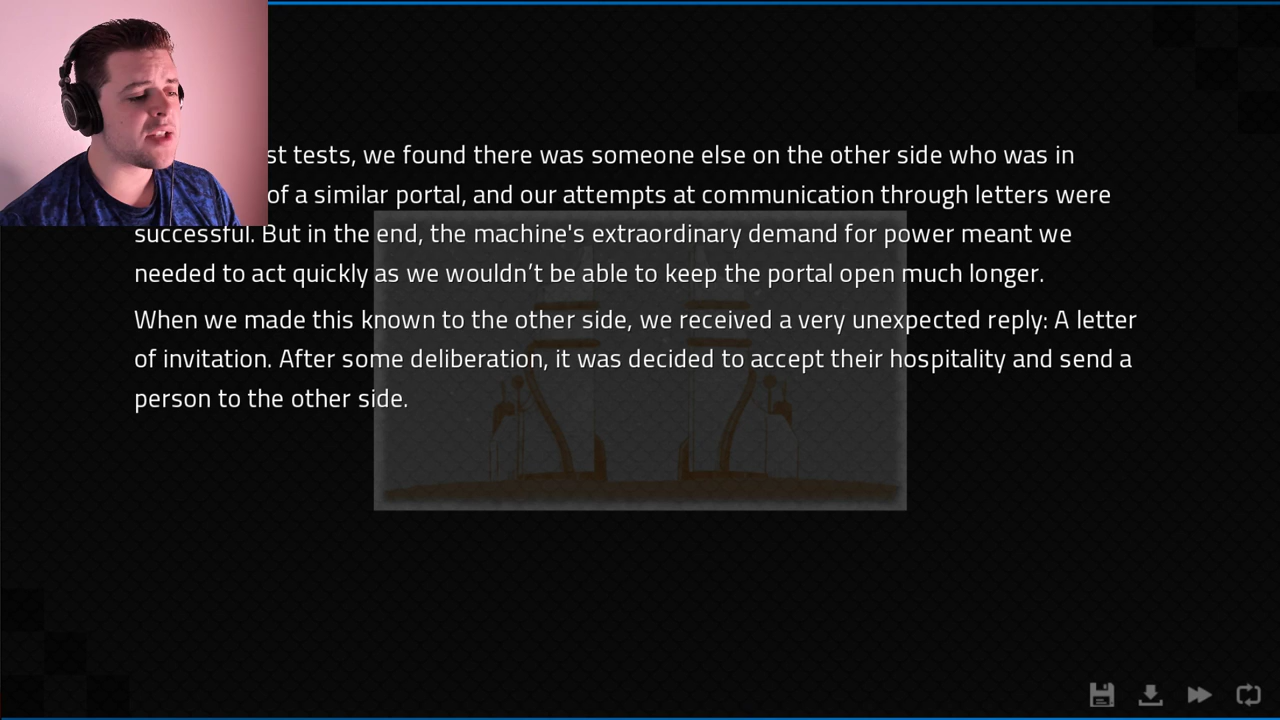 tests, we found there was someone else on the other side who was in
of a similar portal, and our attempts at communication through letters were
successful. But in the end, the machine's extraordinary demand for power meant we
needed to act quickly as we wouldn’t be able to keep the portal open much longer.
When we made this known to the other side, we received a very unexpected reply: A letter
of invitation. After some deliberation, it was decided to accept their hospitality and send a
person to the other side.